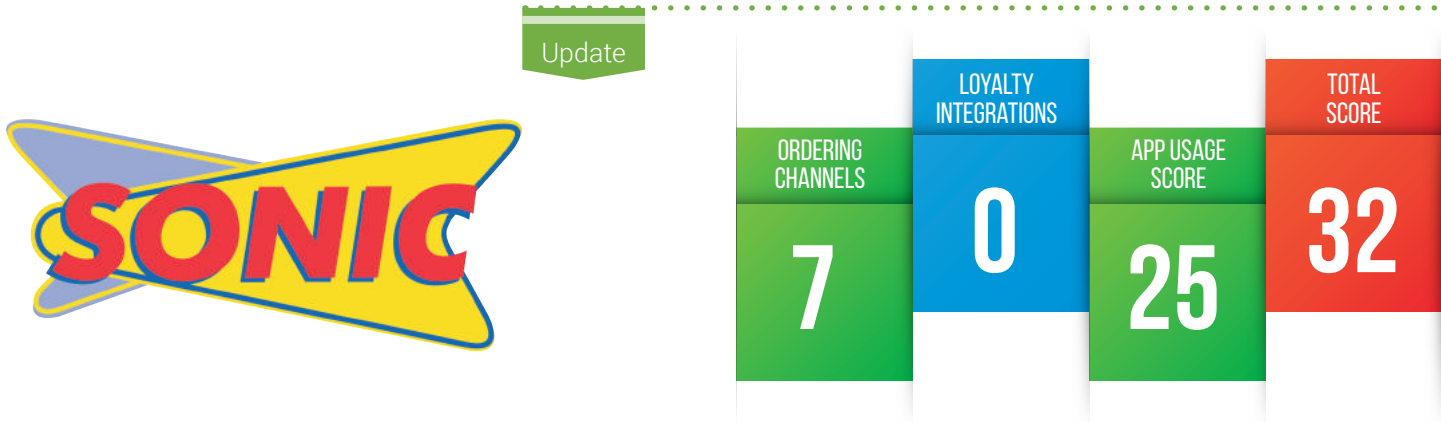 Update
SONIC
ORDERING
CHANNELS
7
LOYALTY
INTEGRATIONS
0
APP USAGE
SCORE
25
TOTAL
SCORE
32